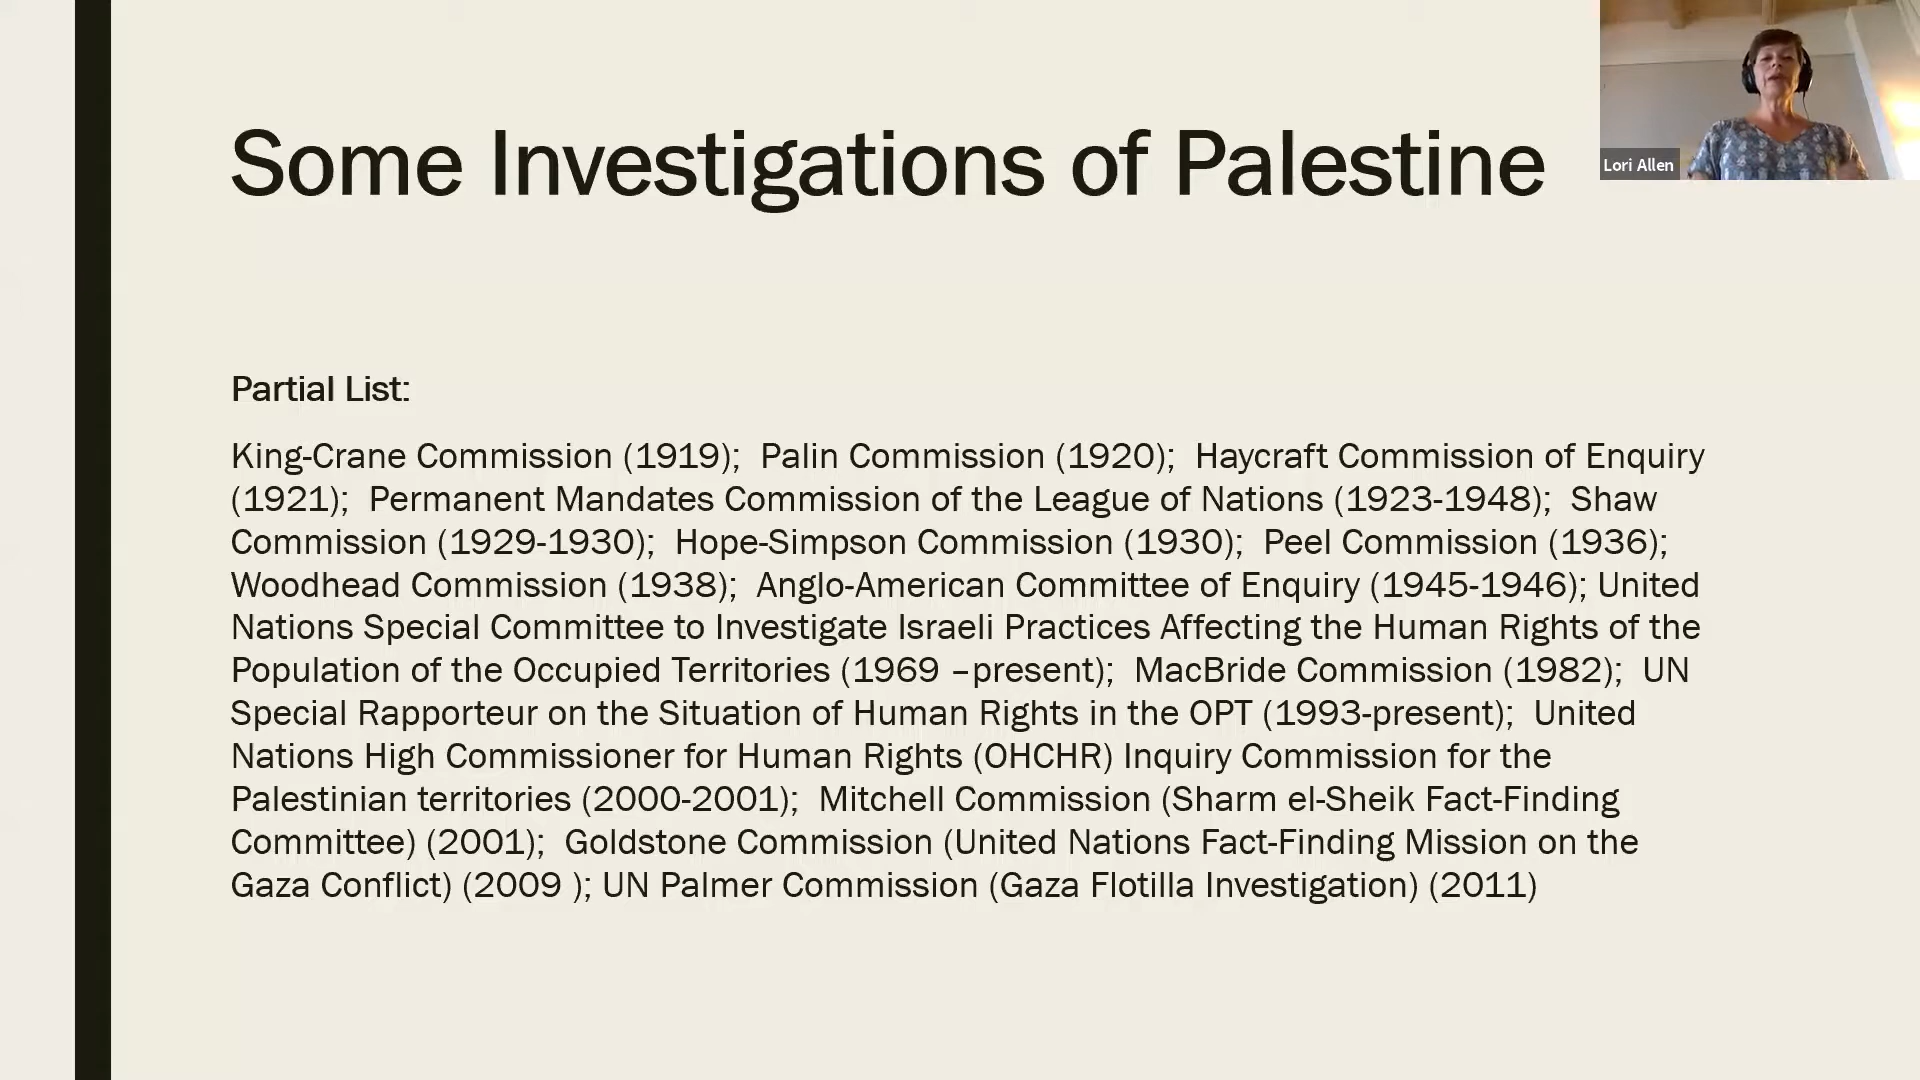 Some Investigations of Palestine
Lori Allen
Partial List:
King-Crane Commission (1919);  Palin Commission (1920);  Haycraft Commission of Enquiry
(1921);  Permanent Mandates Commission of the League of Nations (1923-1948);  Shaw
Commission (1929-1930);  Hope-Simpson Commission (1930);  Peel Commission (1936);
Woodhead Commission (1938);  Anglo-American Committee of Enquiry (1945-1946); United
Nations Special Committee to Investigate Israeli Practices Affecting the Human Rights of the
Population of the Occupied Territories (1969 –present);  MacBride Commission (1982);  UN
Special Rapporteur on the Situation of Human Rights in the OPT (1993-present);  United
Nations High Commissioner for Human Rights (OHCHR) Inquiry Commission for the
Palestinian territories (2000-2001);  Mitchell Commission (Sharm el-Sheik Fact-Finding
Committee) (2001);  Goldstone Commission (United Nations Fact-Finding Mission on the
Gaza Conflict) (2009 ); UN Palmer Commission (Gaza Flotilla Investigation) (2011)